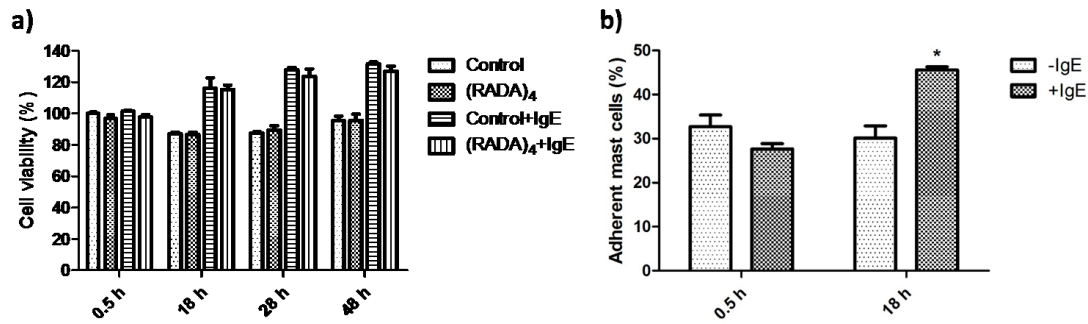 a)
Cell viability (%)
140
120
100
80
60
40
20
0
0.5 h
18 h
28 h
48 h
Control
(RADA)4
Control+IgE
(RADA)4+IgE
b)
Adherent mast cells (%)
50
40
30
20
10
0
*
0.5 h
18 h
-IgE
+IgE